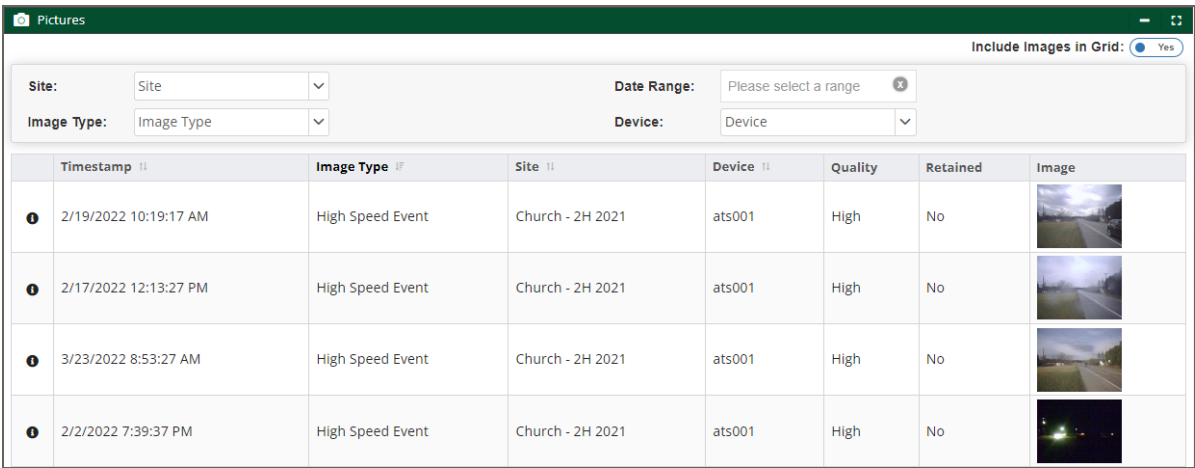 Pictures
Include Images in Grid: Yes
Site: Site Date Range: Please select a range
Image Type: Image Type Device: Device
Timestamp Image Type Site Device Quality Retained Image
2/19/2022 10:19:17 AM High Speed Event Church - 2H 2021 ats001 High No
2/17/2022 12:13:27 PM High Speed Event Church - 2H 2021 ats001 High No
3/23/2022 8:53:27 AM High Speed Event Church - 2H 2021 ats001 High No
2/2/2022 7:39:37 PM High Speed Event Church - 2H 2021 ats001 High No